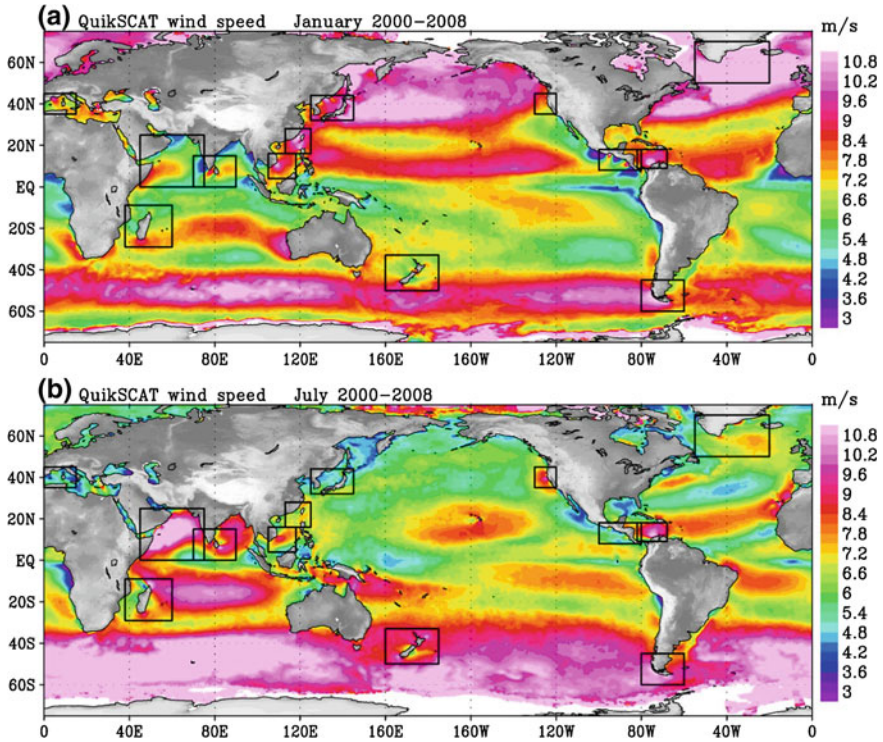 (a) QuikSCAT wind speed January 2000-2008
m/s
60N
40N
20N
EQ
20S
40S
60S
40E 80E 120E 160E 160W 120W 80W 40W 0
10.8
10.2
9.6
9
8.4
7.8
7.2
6.6
6
5.4
4.8
4.2
3.6
3
(b) QuikSCAT wind speed July 2000-2008
m/s
60N
40N
20N
EQ
20S
40S
60S
0 40E 80E 120E 160E 160W 120W 80W 40W 0
10.8
10.2
9.6
9
8.4
7.8
7.2
6.6
6
5.4
4.8
4.2
3.6
3